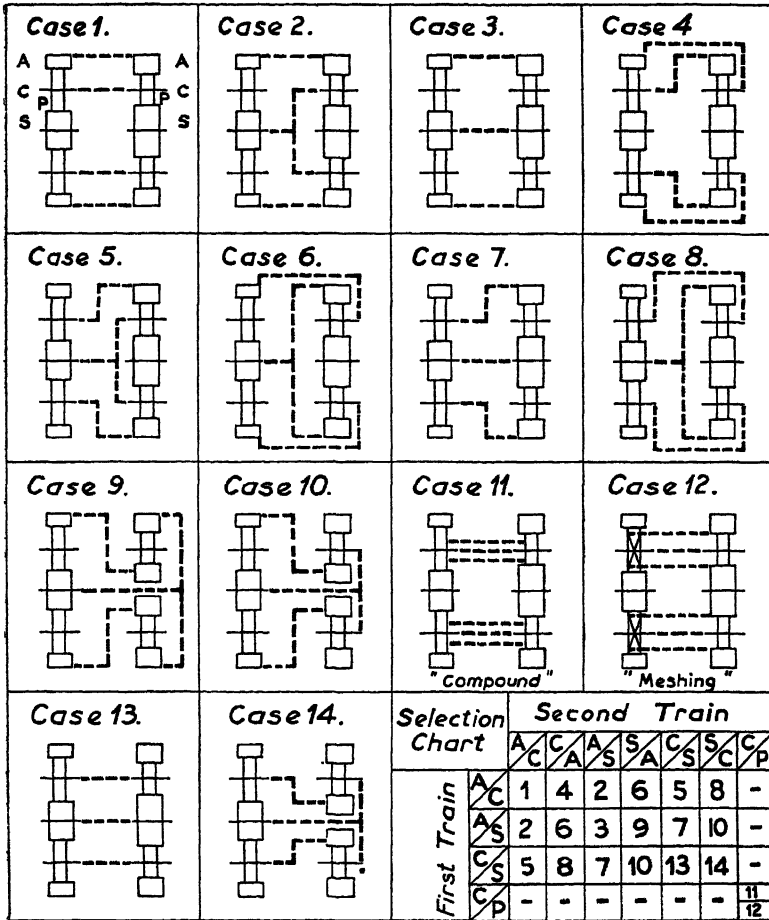 Case 1.
A A
C C
P P
S S
Case 2.
Case 3.
Case 4
Case 5.
Case 6.
Case 7.
Case 8.
Case 9.
Case 10.
Case 11.
"Compound"
Case 12.
"Meshing"
Case 13.
Case 14.
Selection Chart
Second Train
A/C C/A A/S S/A C/S S/C C/P
First Train
A/C 1 4 2 6 5 8 -
A/S 2 6 3 9 7 10 -
C/S 5 8 7 10 13 14 -
C/P - - - - - - 11/12